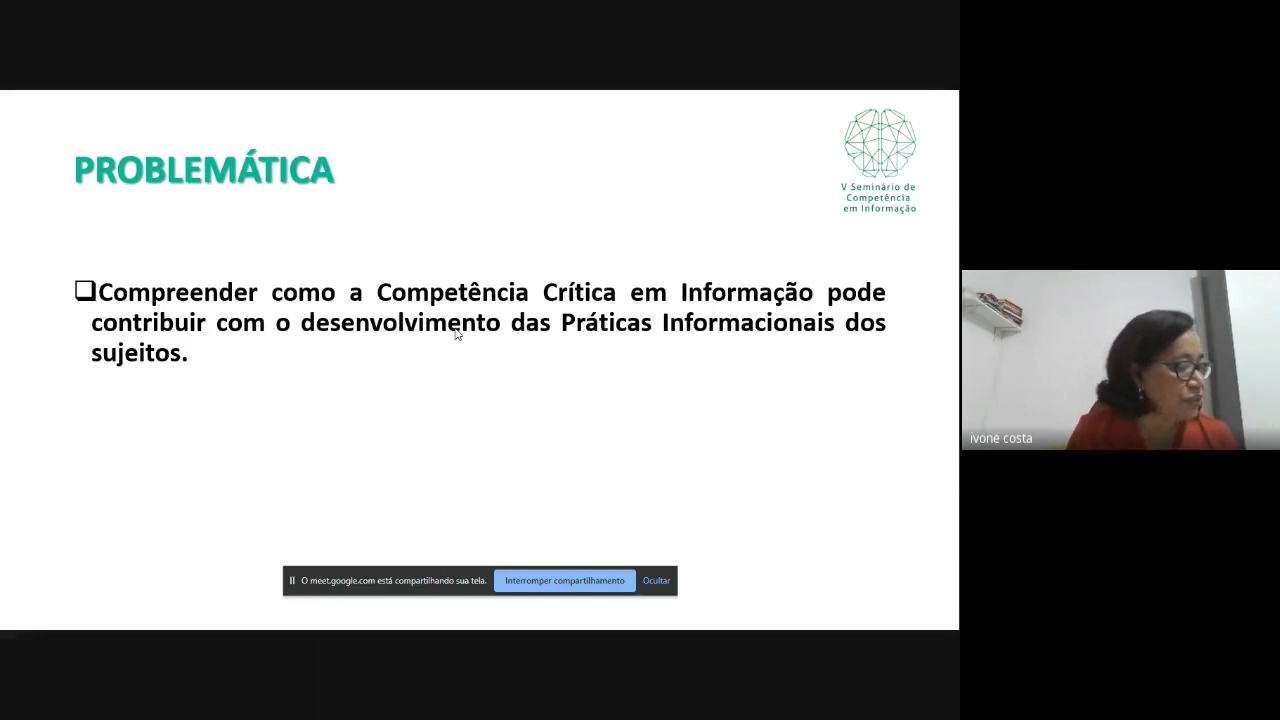 PROBLEMÁTICA
V Seminário de
Competência
em Informação
❑Compreender como a Competência Crítica em Informação pode
contribuir com o desenvolvimento das Práticas Informacionais dos
sujeitos.
O meet.google.com está compartilhando sua tela. Interromper compartilhamento Ocultar
ivone costa